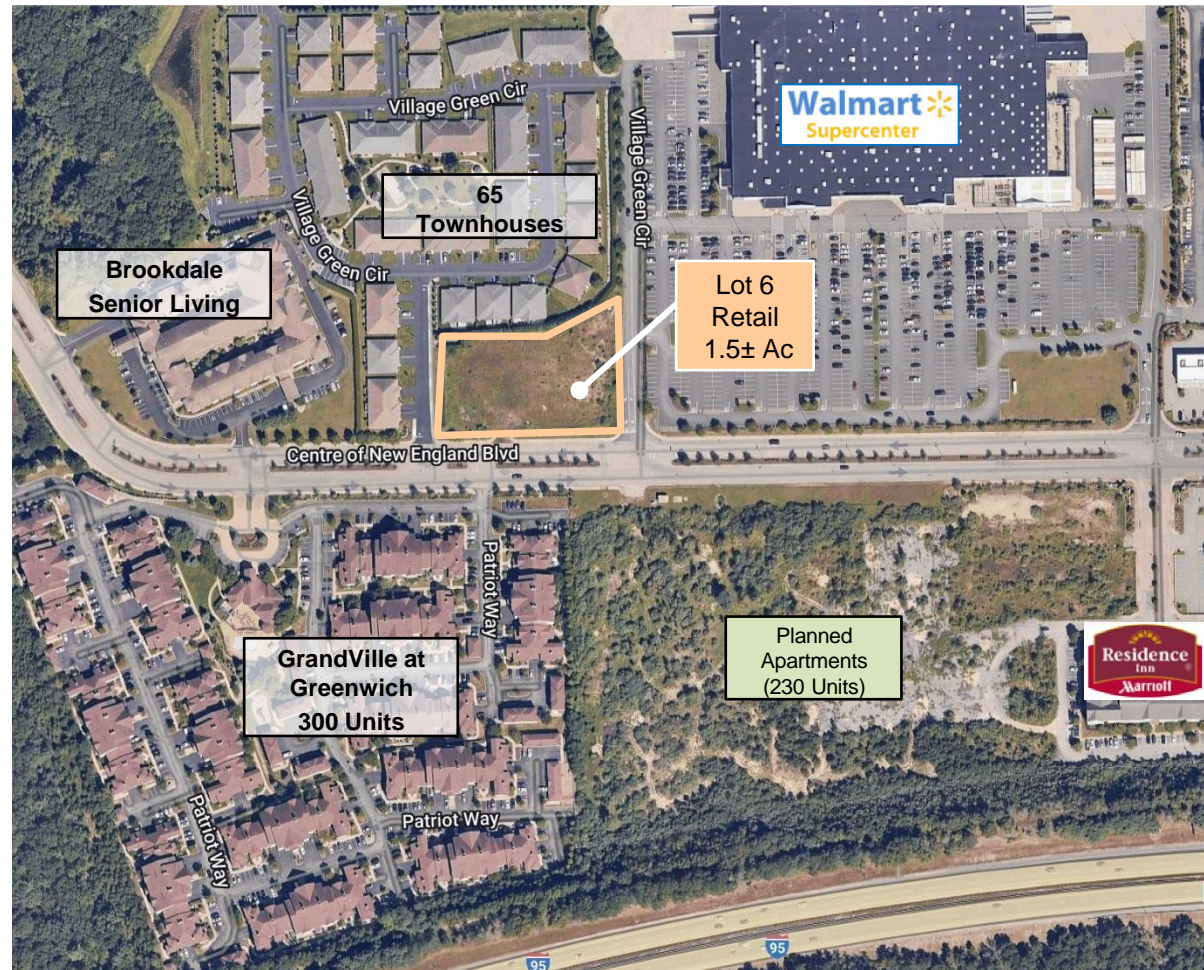 Village Green Cir
Walmart
Supercenter
Village Green Cir
65
Townhouses
Village Green Cir
Brookdale
Senior Living
Lot 6
Retail
1.5± Ac
Centre of New England Blvd
Patriot Way
Planned
Apartments
(230 Units)
Residence
Inn
Marriott
GrandVille at
Greenwich
300 Units
Patriot Way
Patriot Way
95
95